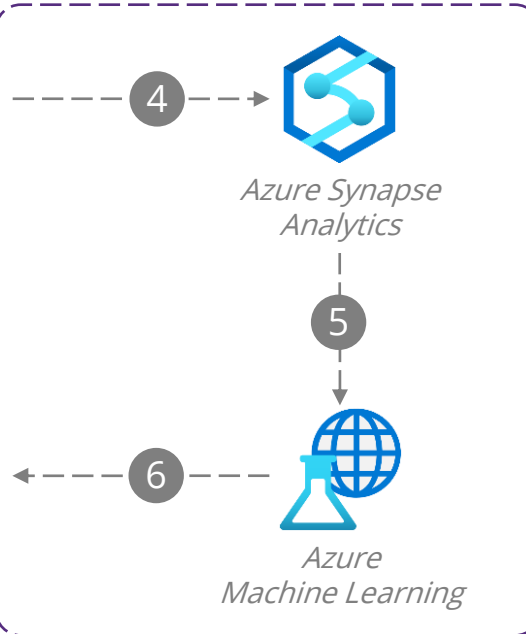 4
Azure Synapse
Analytics
5
6
Azure
Machine Learning